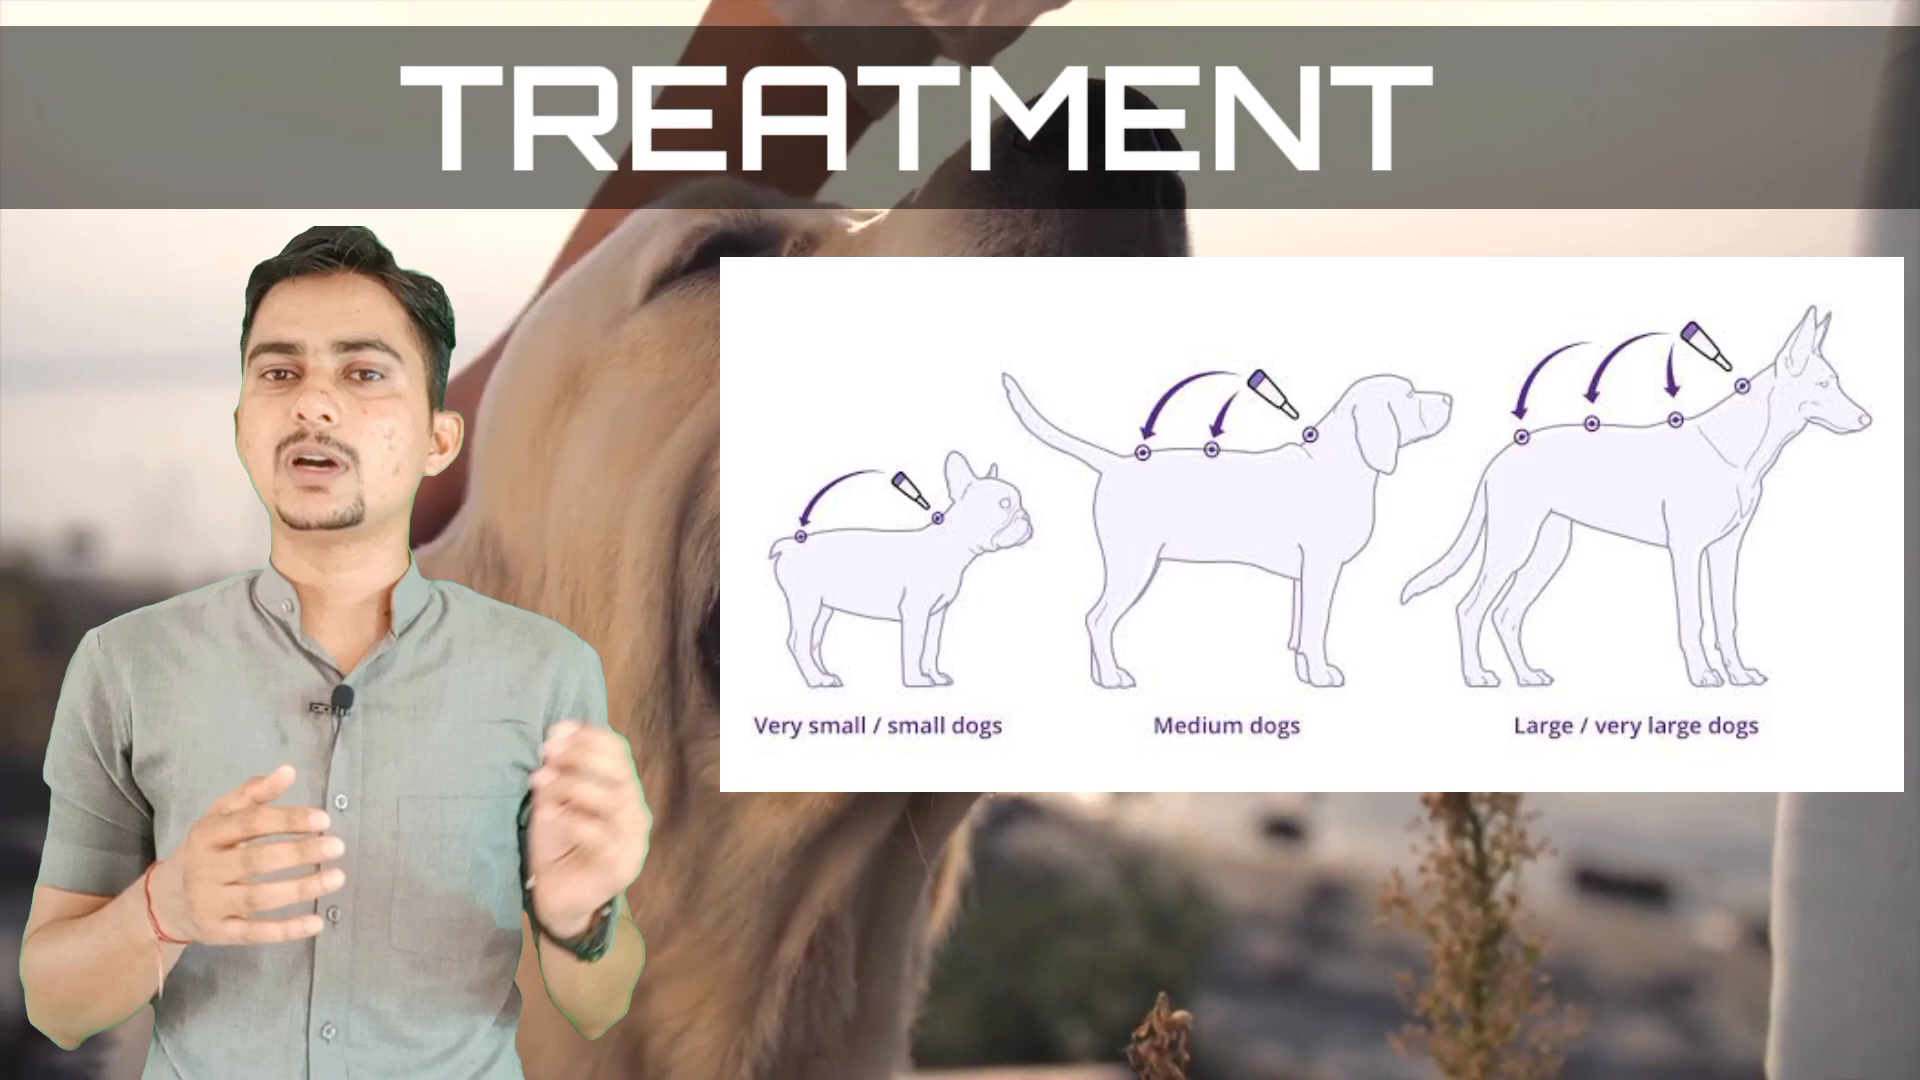 TREATMENT
Very small / small dogs
Medium dogs
Large / very large dogs